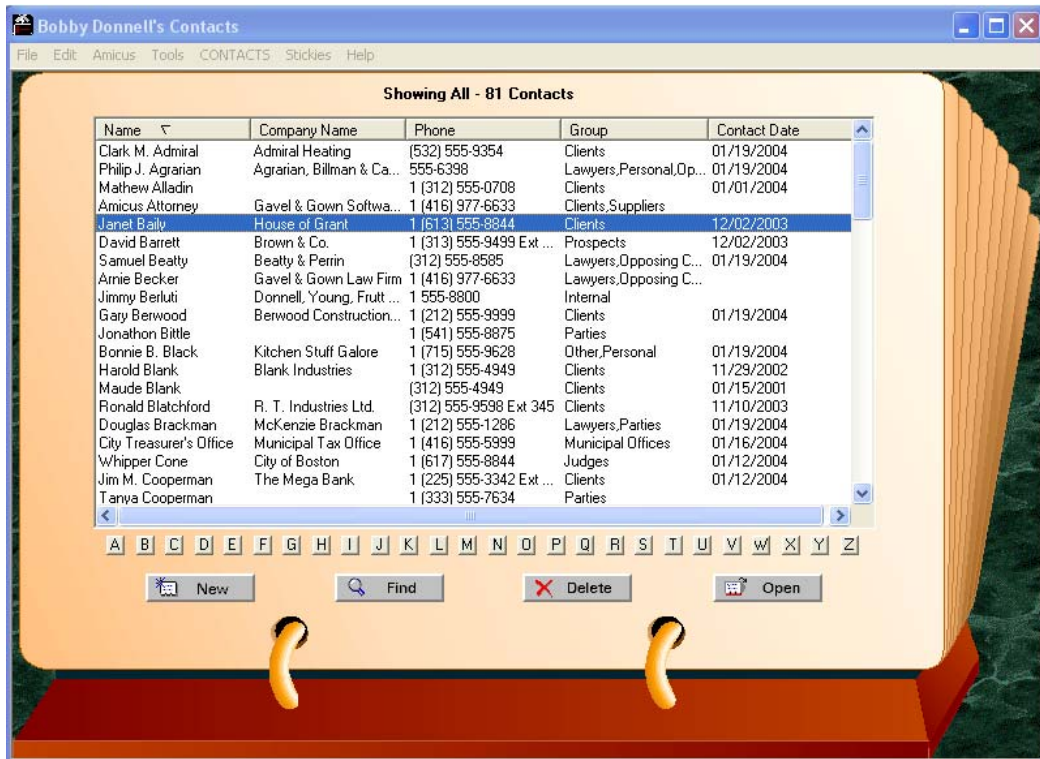 Bobby Donnell's Contacts
File Edit Amicus Tools CONTACTS Stickies Help
Showing All - 81 Contacts
Name Company Name Phone Group Contact Date
Clark M. Admiral Admiral Heating (532) 555-9354 Clients 01/19/2004
Philip J. Agrarian Agrarian, Billman & Ca... 555-6398 Lawyers,Personal,Op... 01/19/2004
Mathew Alladin 1 (312) 555-0708 Clients 01/01/2004
Amicus Attorney Gavel & Gown Softwa... 1 (416) 977-6633 Clients,Suppliers
Janet Baily House of Grant 1 (613) 555-8844 Clients 12/02/2003
David Barrett Brown & Co. 1 (313) 555-9499 Ext ... Prospects 12/02/2003
Samuel Beatty Beatty & Perrin (312) 555-8585 Lawyers,Opposing C... 01/19/2004
Arnie Becker Gavel & Gown Law Firm 1 (416) 977-6633 Lawyers,Opposing C...
Jimmy Berluti Donnell, Young, Frutt ... 1 555-8800 Internal
Gary Berwood Berwood Construction... 1 (212) 555-9999 Clients 01/19/2004
Jonathon Bittle 1 (541) 555-8875 Parties
Bonnie B. Black Kitchen Stuff Galore 1 (715) 555-9628 Other,Personal 01/19/2004
Harold Blank Blank Industries 1 (312) 555-4949 Clients 11/29/2002
Maude Blank (312) 555-4949 Clients 01/15/2001
Ronald Blatchford R. T. Industries Ltd. (312) 555-9598 Ext 345 Clients 11/10/2003
Douglas Brackman McKenzie Brackman 1 (212) 555-1286 Lawyers,Parties 01/19/2004
City Treasurer's Office Municipal Tax Office 1 (416) 555-5999 Municipal Offices 01/16/2004
Whipper Cone City of Boston 1 (617) 555-8844 Judges 01/12/2004
Jim M. Cooperman The Mega Bank 1 (225) 555-3342 Ext ... Clients 01/12/2004
Tanya Cooperman 1 (333) 555-7634 Parties
A B C D E F G H I J K L M N O P Q R S T U V W X Y Z
New Find Delete Open